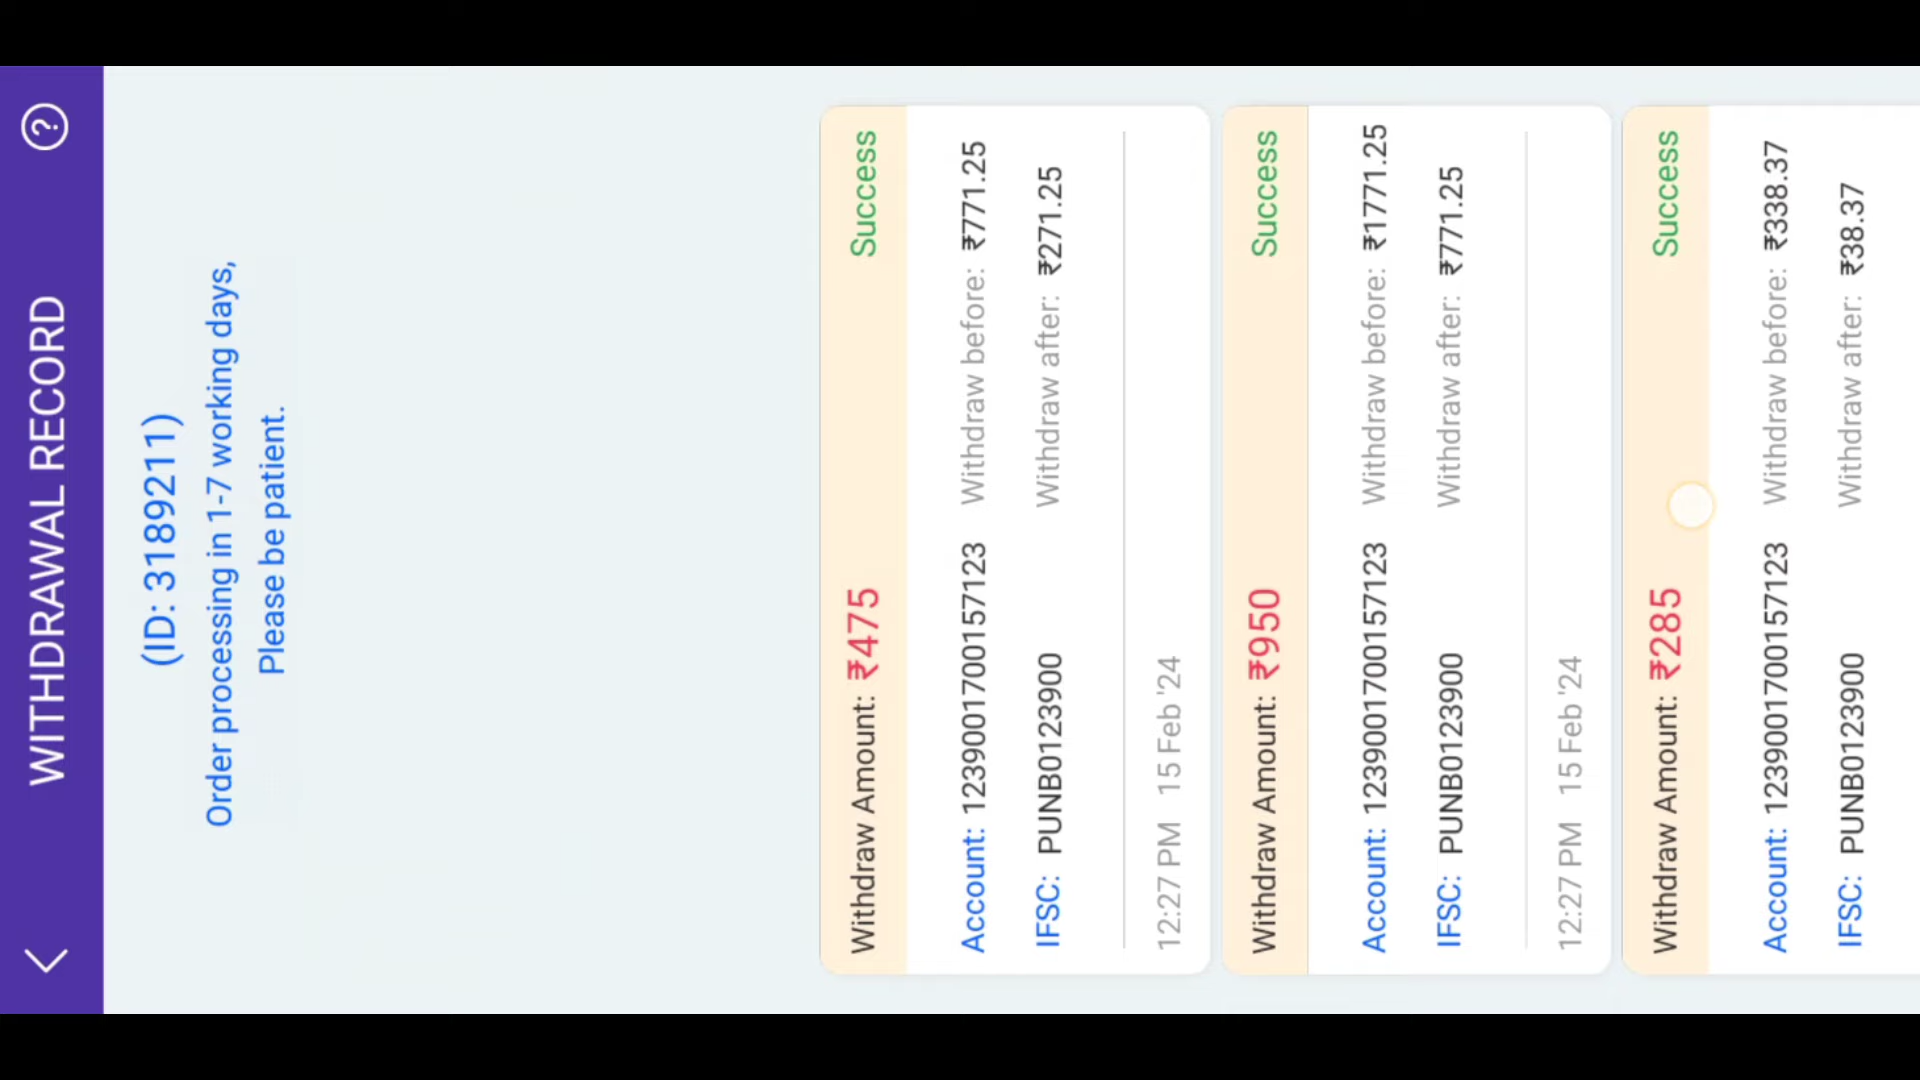 WITHDRAWAL RECORD
(ID: 3189211)
Order processing in 1-7 working days,
Please be patient.
Withdraw Amount: ₹475 Success
Account: 1239001700157123 Withdraw before: ₹771.25
IFSC: PUNB0123900 Withdraw after: ₹271.25
12:27 PM 15 Feb '24
Withdraw Amount: ₹950 Success
Account: 1239001700157123 Withdraw before: ₹1771.25
IFSC: PUNB0123900 Withdraw after: ₹771.25
12:27 PM 15 Feb '24
Withdraw Amount: ₹285 Success
Account: 1239001700157123 Withdraw before: ₹338.37
IFSC: PUNB0123900 Withdraw after: ₹38.37